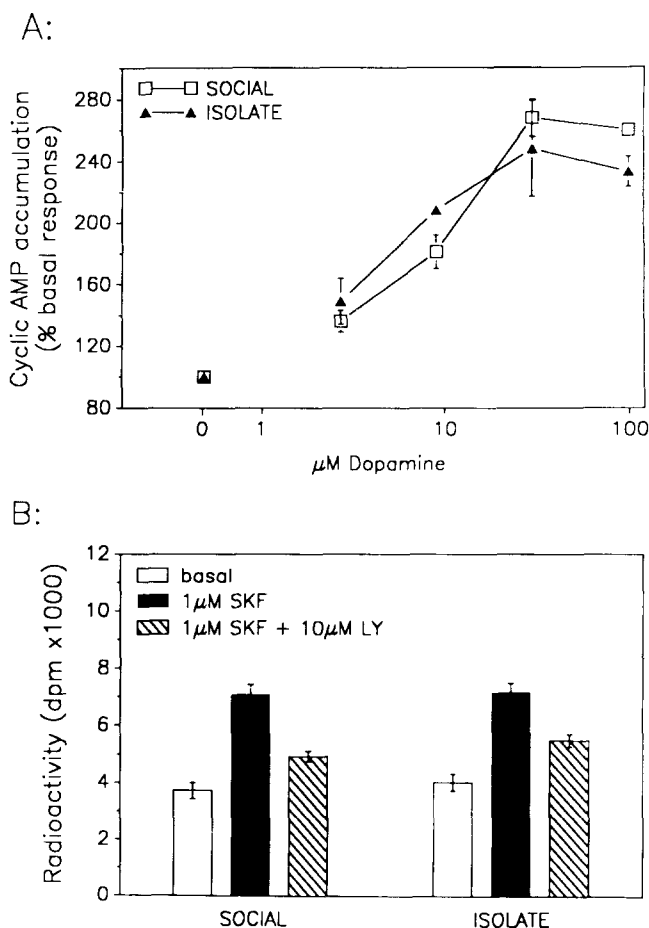 A:
SOCIAL
ISOLATE
Cyclic AMP accumulation
(% basal response)
280
240
200
160
120
80
0 1 10 100
μM Dopamine
B:
basal
1μM SKF
1μM SKF + 10μM LY
Radioactivity (dpm x1000)
12
10
8
6
4
2
0
SOCIAL ISOLATE